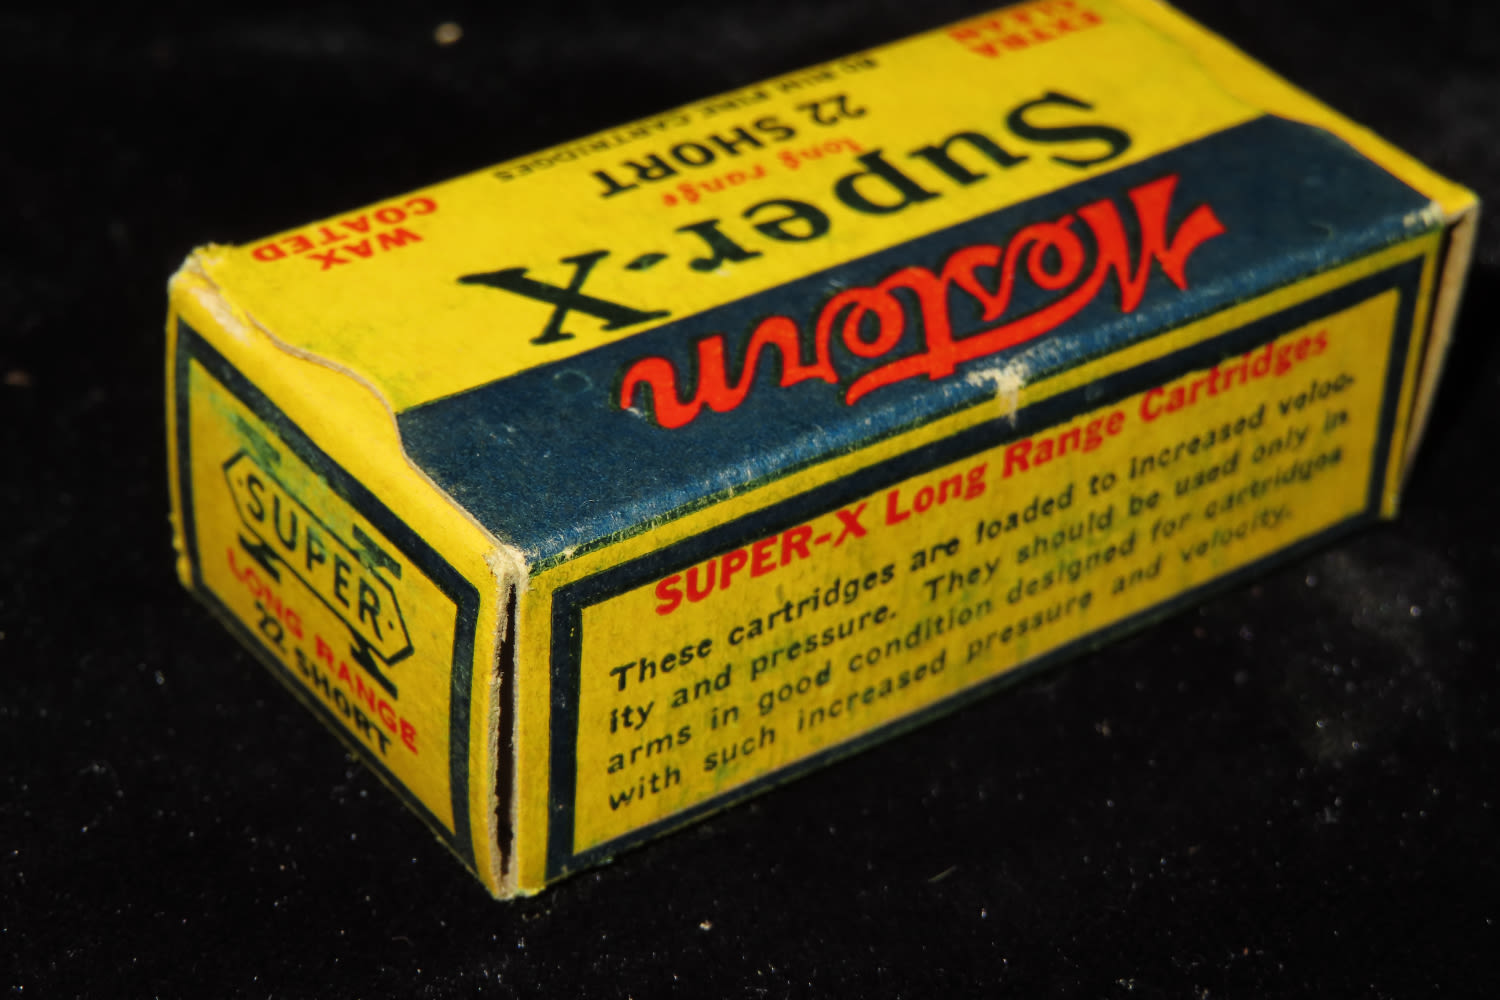 Western
Super-X
long range
22 SHORT
50 RIM FIRE CARTRIDGES
WAX
COATED
EXTRA
CLEAN
SUPER-X Long Range Cartridges
These cartridges are loaded to increased veloc-
ity and pressure. They should be used only in
arms in good condition designed for cartridges
with such increased pressure and velocity.
·SUPER·
X
LONG RANGE
22 SHORT